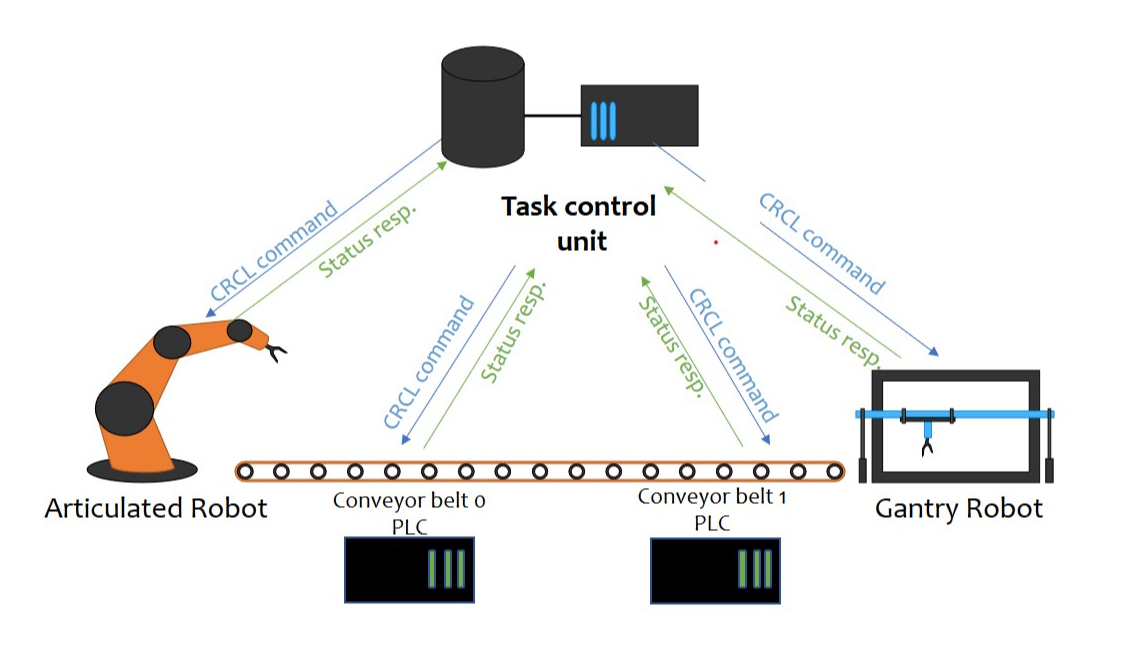 Task control
unit
CRCL command
Status resp.
CRCL command
Status resp.
CRCL command
Status resp.
Status resp.
CRCL command
Articulated Robot
Conveyor belt 0
PLC
Conveyor belt 1
PLC
Gantry Robot